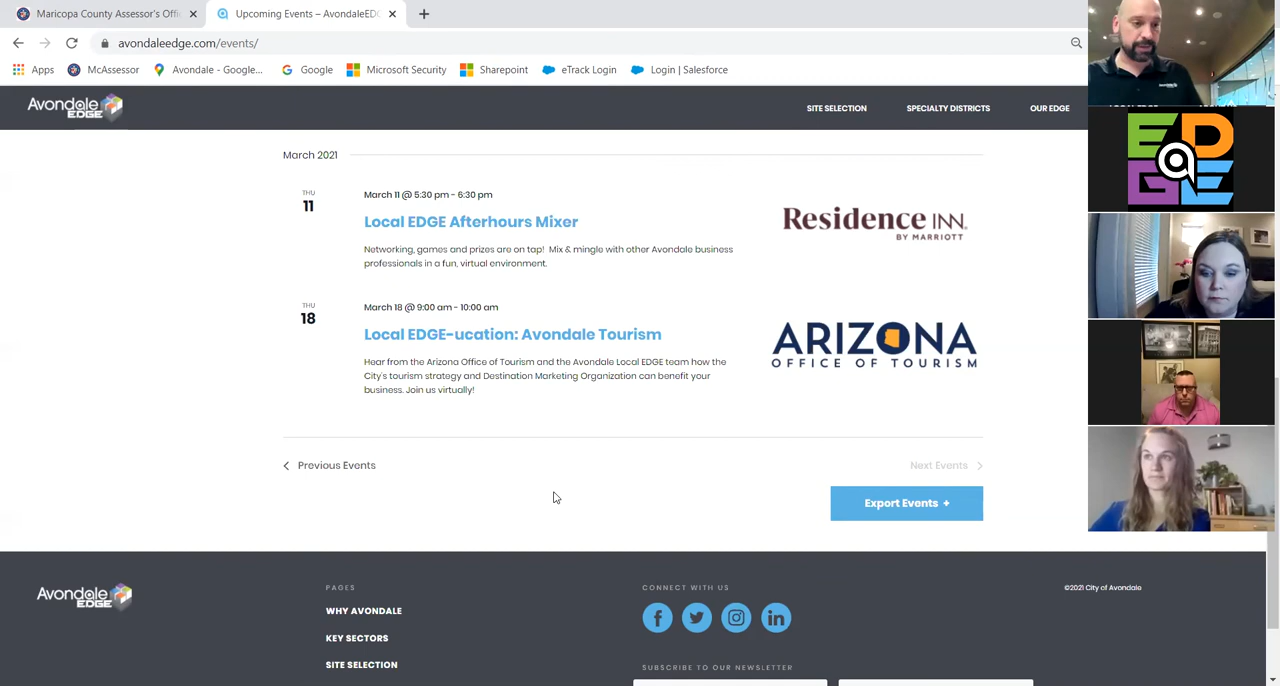 Maricopa County Assessor's Offi
Upcoming Events – AvondaleEDG
avondaleedge.com/events/
Apps
McAssessor
Avondale - Google...
Google
Microsoft Security
Sharepoint
eTrack Login
Login | Salesforce
Avondale
EDGE
SITE SELECTION
SPECIALTY DISTRICTS
OUR EDGE
EDGE
March 2021
THU
11
March 11 @ 5:30 pm - 6:30 pm
Local EDGE Afterhours Mixer
Networking, games and prizes are on tap! Mix & mingle with other Avondale business
professionals in a fun, virtual environment.
Residence INN.
BY MARRIOTT
THU
18
March 18 @ 9:00 am - 10:00 am
Local EDGE-ucation: Avondale Tourism
Hear from the Arizona Office of Tourism and the Avondale Local EDGE team how the
City's tourism strategy and Destination Marketing Organization can benefit your
business. Join us virtually!
ARIZONA
OFFICE OF TOURISM
Previous Events
Next Events
Export Events +
Avondale
EDGE
PAGES
WHY AVONDALE
KEY SECTORS
SITE SELECTION
CONNECT WITH US
SUBSCRIBE TO OUR NEWSLETTER
©2021 City of Avondale